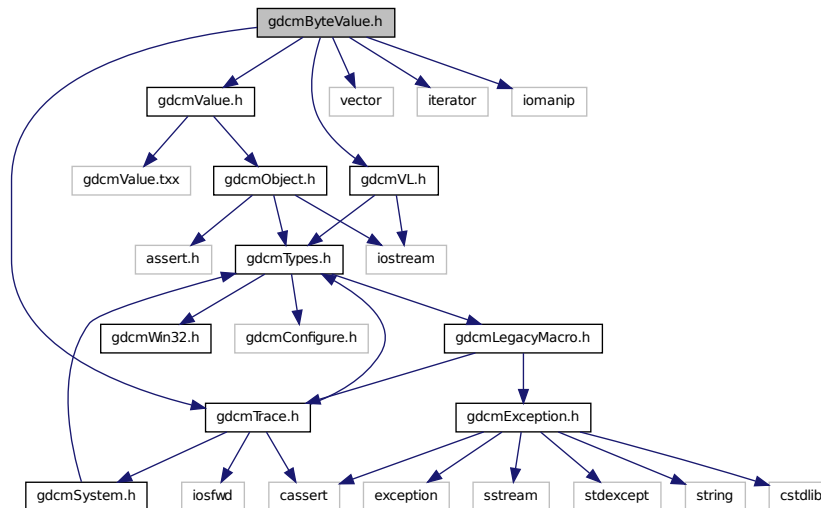 gdcmByteValue.h
gdcmValue.h
vector
iterator
iomanip
gdcmValue.txx
gdcmObject.h
gdcmVL.h
assert.h
gdcmTypes.h
iostream
gdcmWin32.h
gdcmConfigure.h
gdcmLegacyMacro.h
gdcmTrace.h
gdcmException.h
gdcmSystem.h
iosfwd
cassert
exception
sstream
stdexcept
string
cstdlib